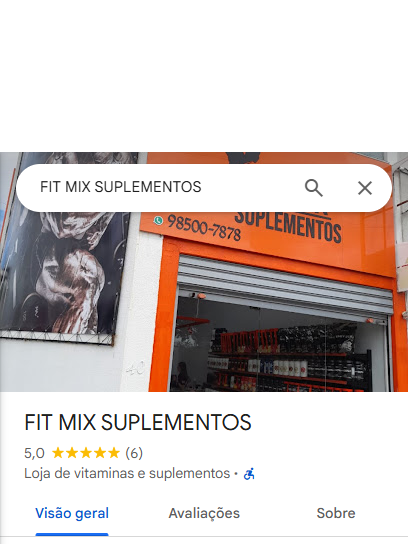 FIT MIX SUPLEMENTOS
SUPLEMENTOS
98500-7878
FIT MIX SUPLEMENTOS
5,0 (6)
Loja de vitaminas e suplementos •
Visão geral
Avaliações
Sobre